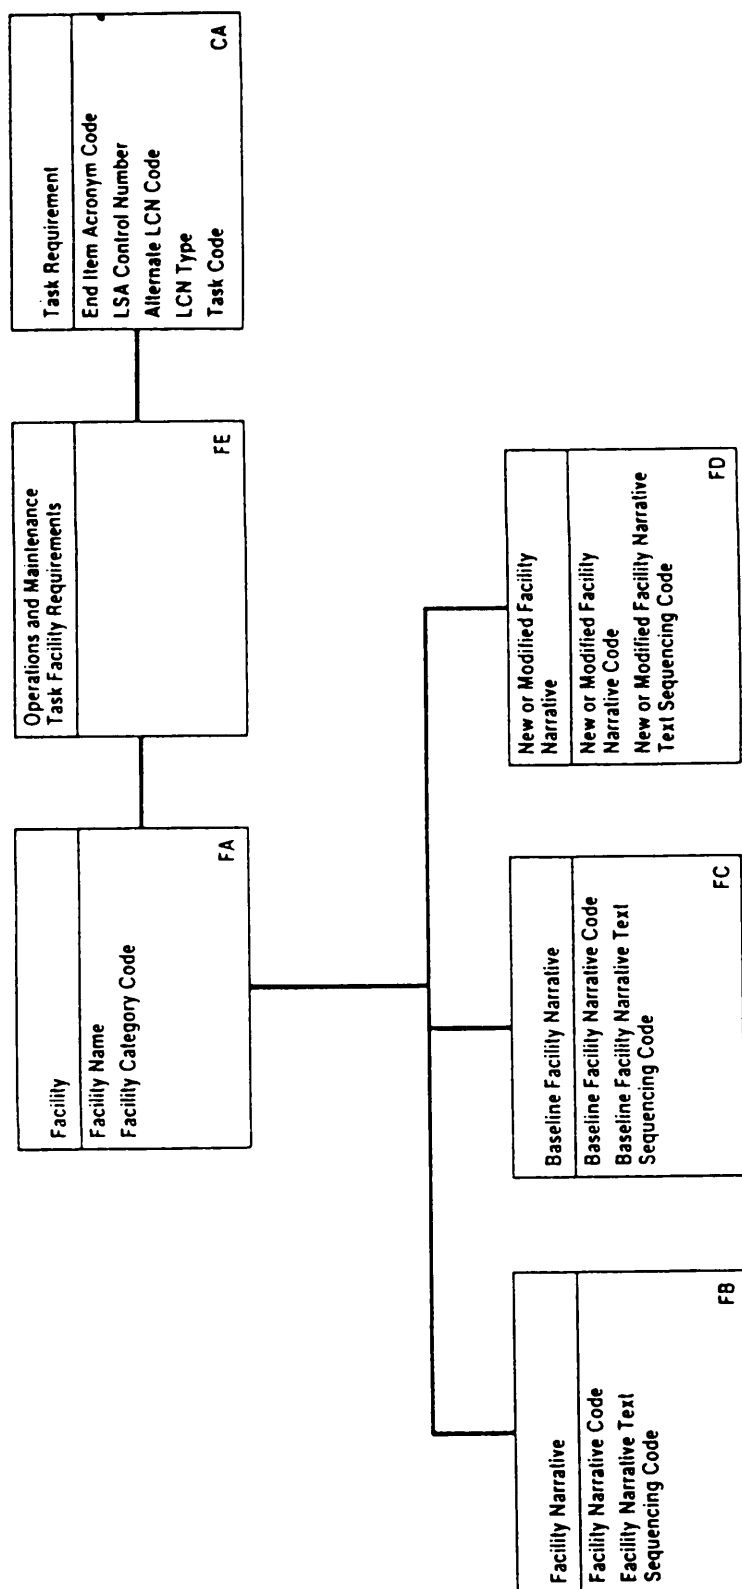 Facility
Facility Name
Facility Category Code
FA
Operations and Maintenance
Task Facility Requirements
FE
Task Requirement
End Item Acronym Code
LSA Control Number
Alternate LCN Code
LCN Type
Task Code
CA
Facility Narrative
Facility Narrative Code
Facility Narrative Text
Sequencing Code
FB
Baseline Facility Narrative
Baseline Facility Narrative Code
Baseline Facility Narrative Text
Sequencing Code
FC
New or Modified Facility
Narrative
New or Modified Facility
Narrative Code
New or Modified Facility Narrative
Text Sequencing Code
FD